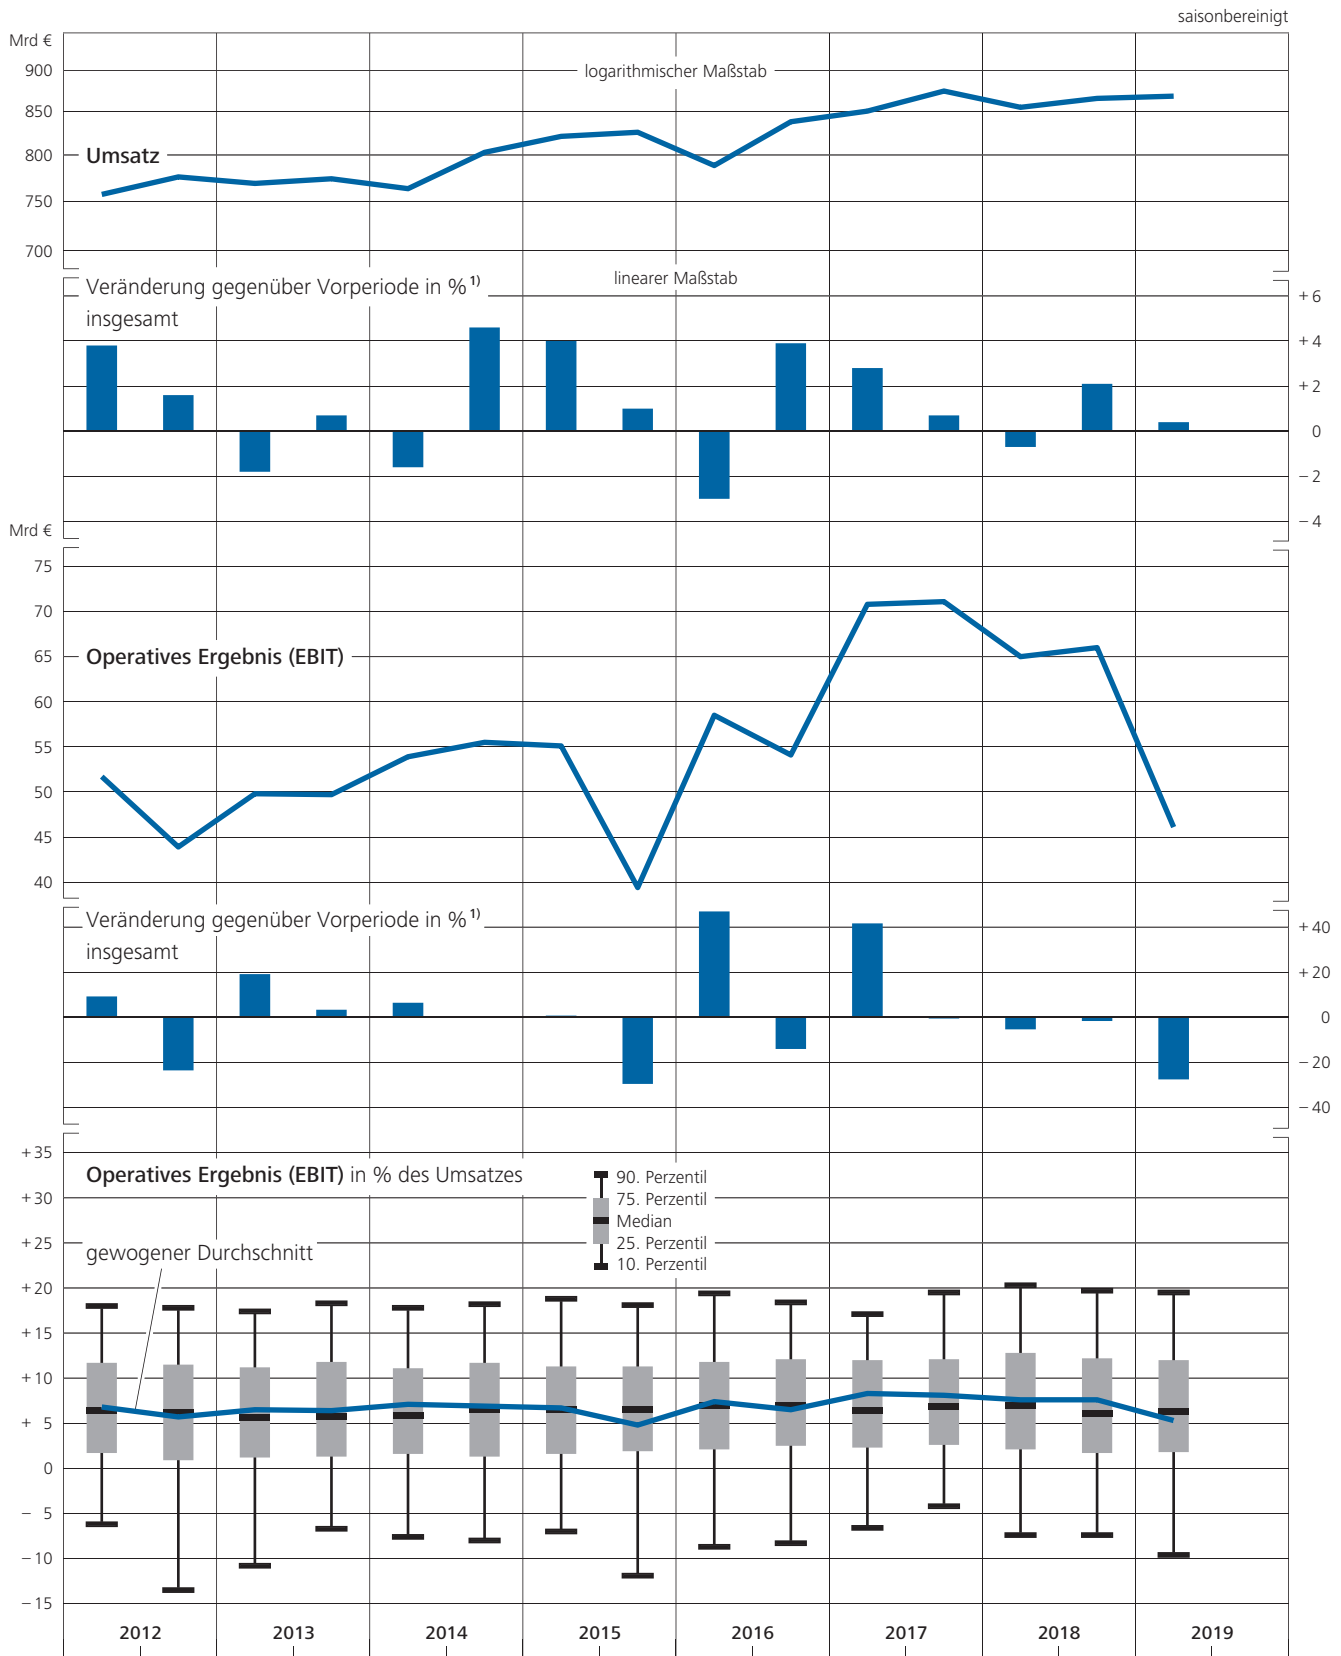 saisonbereinigt
Mrd €
900
logarithmischer Maßstab
850
800
Umsatz
750
700
Veränderung gegenüber Vorperiode in % 1)
linearer Maßstab
insgesamt
+ 6
+ 4
+ 2
0
− 2
− 4
Mrd €
75
70
65
Operatives Ergebnis (EBIT)
60
55
50
45
40
Veränderung gegenüber Vorperiode in % 1)
insgesamt
+ 40
+ 20
0
− 20
− 40
+ 35
Operatives Ergebnis (EBIT) in % des Umsatzes
90. Perzentil
75. Perzentil
Median
25. Perzentil
10. Perzentil
+ 30
+ 25
gewogener Durchschnitt
+ 20
+ 15
+ 10
+ 5
0
− 5
− 10
− 15
2012 2013 2014 2015 2016 2017 2018 2019